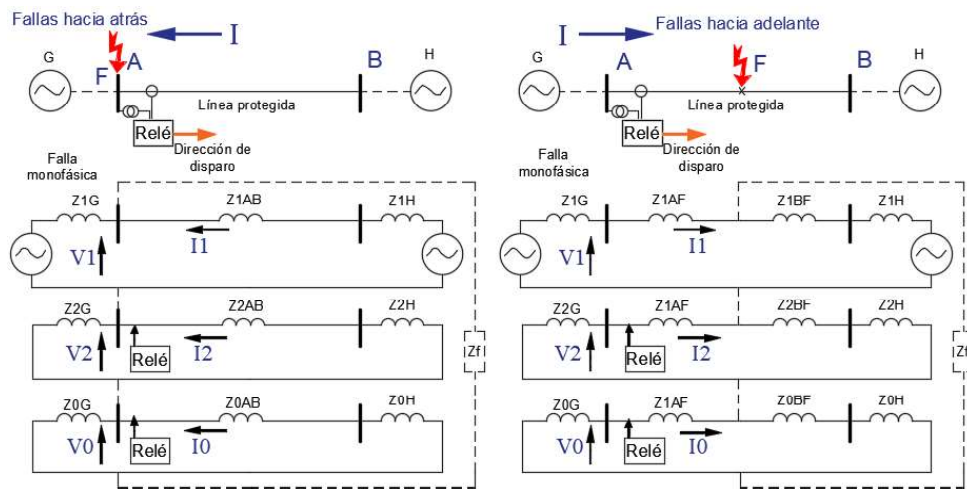 Fallas hacia atrás
I
G
F
A
B
H
Línea protegida
Relé
Dirección de
disparo
Falla
monofásica
Z1G
Z1AB
Z1H
V1
I1
Z2G
Z2AB
Z2H
V2
Relé
I2
Zf
Z0G
Z0AB
Z0H
V0
Relé
I0
Fallas hacia adelante
I
G
A
F
B
H
Línea protegida
Relé
Dirección de
disparo
Falla
monofásica
Z1G
Z1AF
Z1BF
Z1H
V1
I1
Z2G
Z1AF
Z2BF
Z2H
V2
Relé
I2
Zf
Z0G
Z1AF
Z0BF
Z0H
V0
Relé
I0